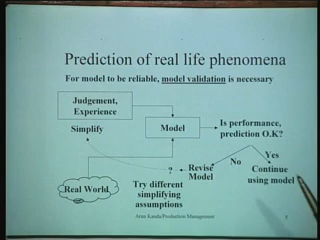 Prediction of real life phenomena
For model to be reliable, model validation is necessary
Judgement,
Experience
Simplify
Model
Is performance,
prediction O.K?
No
Yes
Revise
Model
Continue
using model
?
Real World
Try different
simplifying
assumptions
Arun Kanda/Production Management